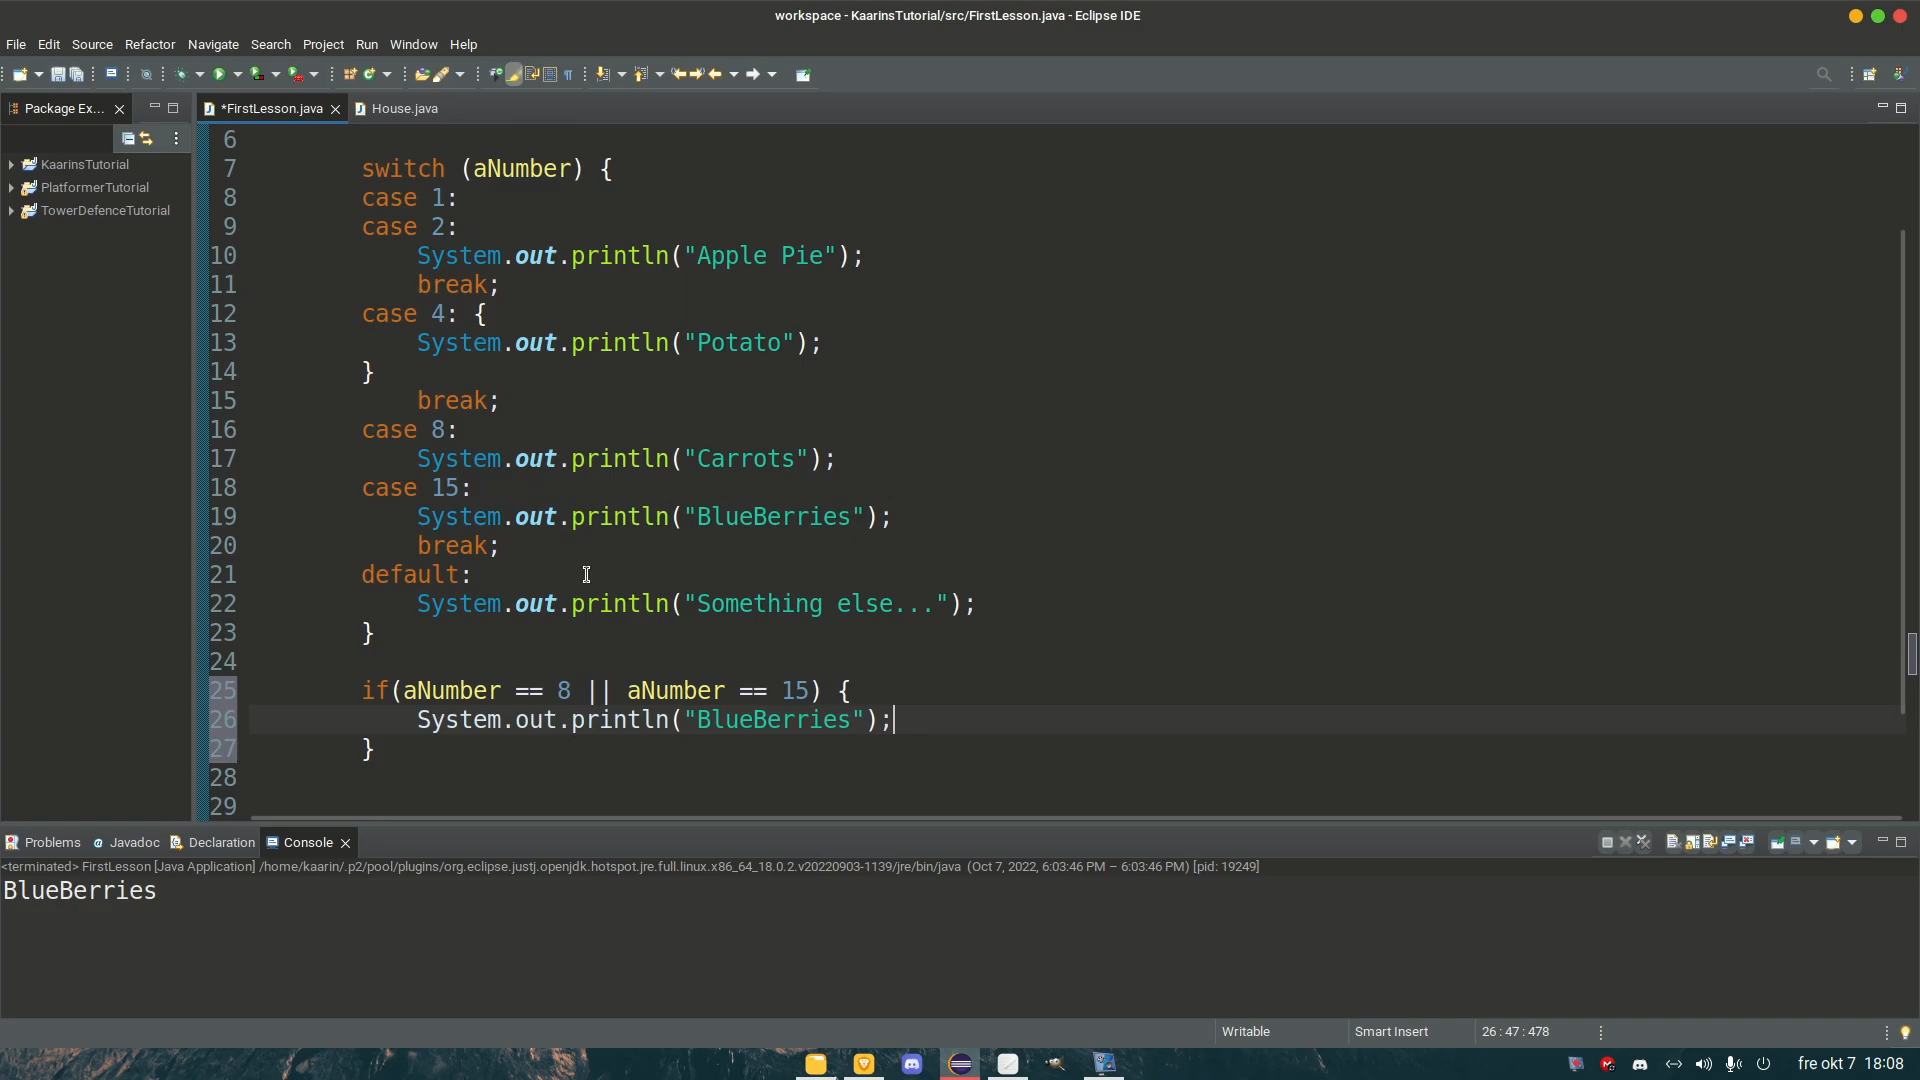 workspace - KaarinsTutorial/src/FirstLesson.java - Eclipse IDE
File Edit Source Refactor Navigate Search Project Run Window Help
Package Ex...
*FirstLesson.java
House.java
KaarinsTutorial
PlatformerTutorial
TowerDefenceTutorial
6
7 switch (aNumber) {
8 case 1:
9 case 2:
10 System.out.println("Apple Pie");
11 break;
12 case 4: {
13 System.out.println("Potato");
14 }
15 break;
16 case 8:
17 System.out.println("Carrots");
18 case 15:
19 System.out.println("BlueBerries");
20 break;
21 default:
22 System.out.println("Something else...");
23 }
24
25 if(aNumber == 8 || aNumber == 15) {
26 System.out.println("BlueBerries");
27 }
28
29
Problems Javadoc Declaration Console
<terminated> FirstLesson [Java Application] /home/kaarin/.p2/pool/plugins/org.eclipse.justj.openjdk.hotspot.jre.full.linux.x86_64_18.0.2.v20220903-1139/jre/bin/java (Oct 7, 2022, 6:03:46 PM – 6:03:46 PM) [pid: 19249]
BlueBerries
Writable Smart Insert 26 : 47 : 478
fre okt 7 18:08